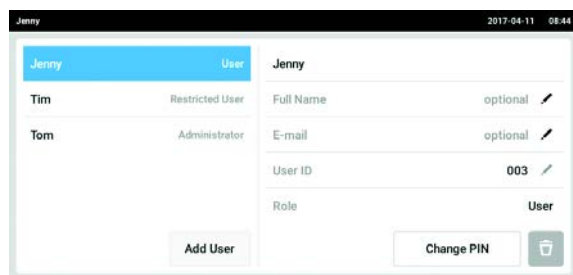 Jenny 2017-04-11 08:44
Jenny User
Tim Restricted User
Tom Administrator
Add User
Jenny
Full Name optional
E-mail optional
User ID 003
Role User
Change PIN